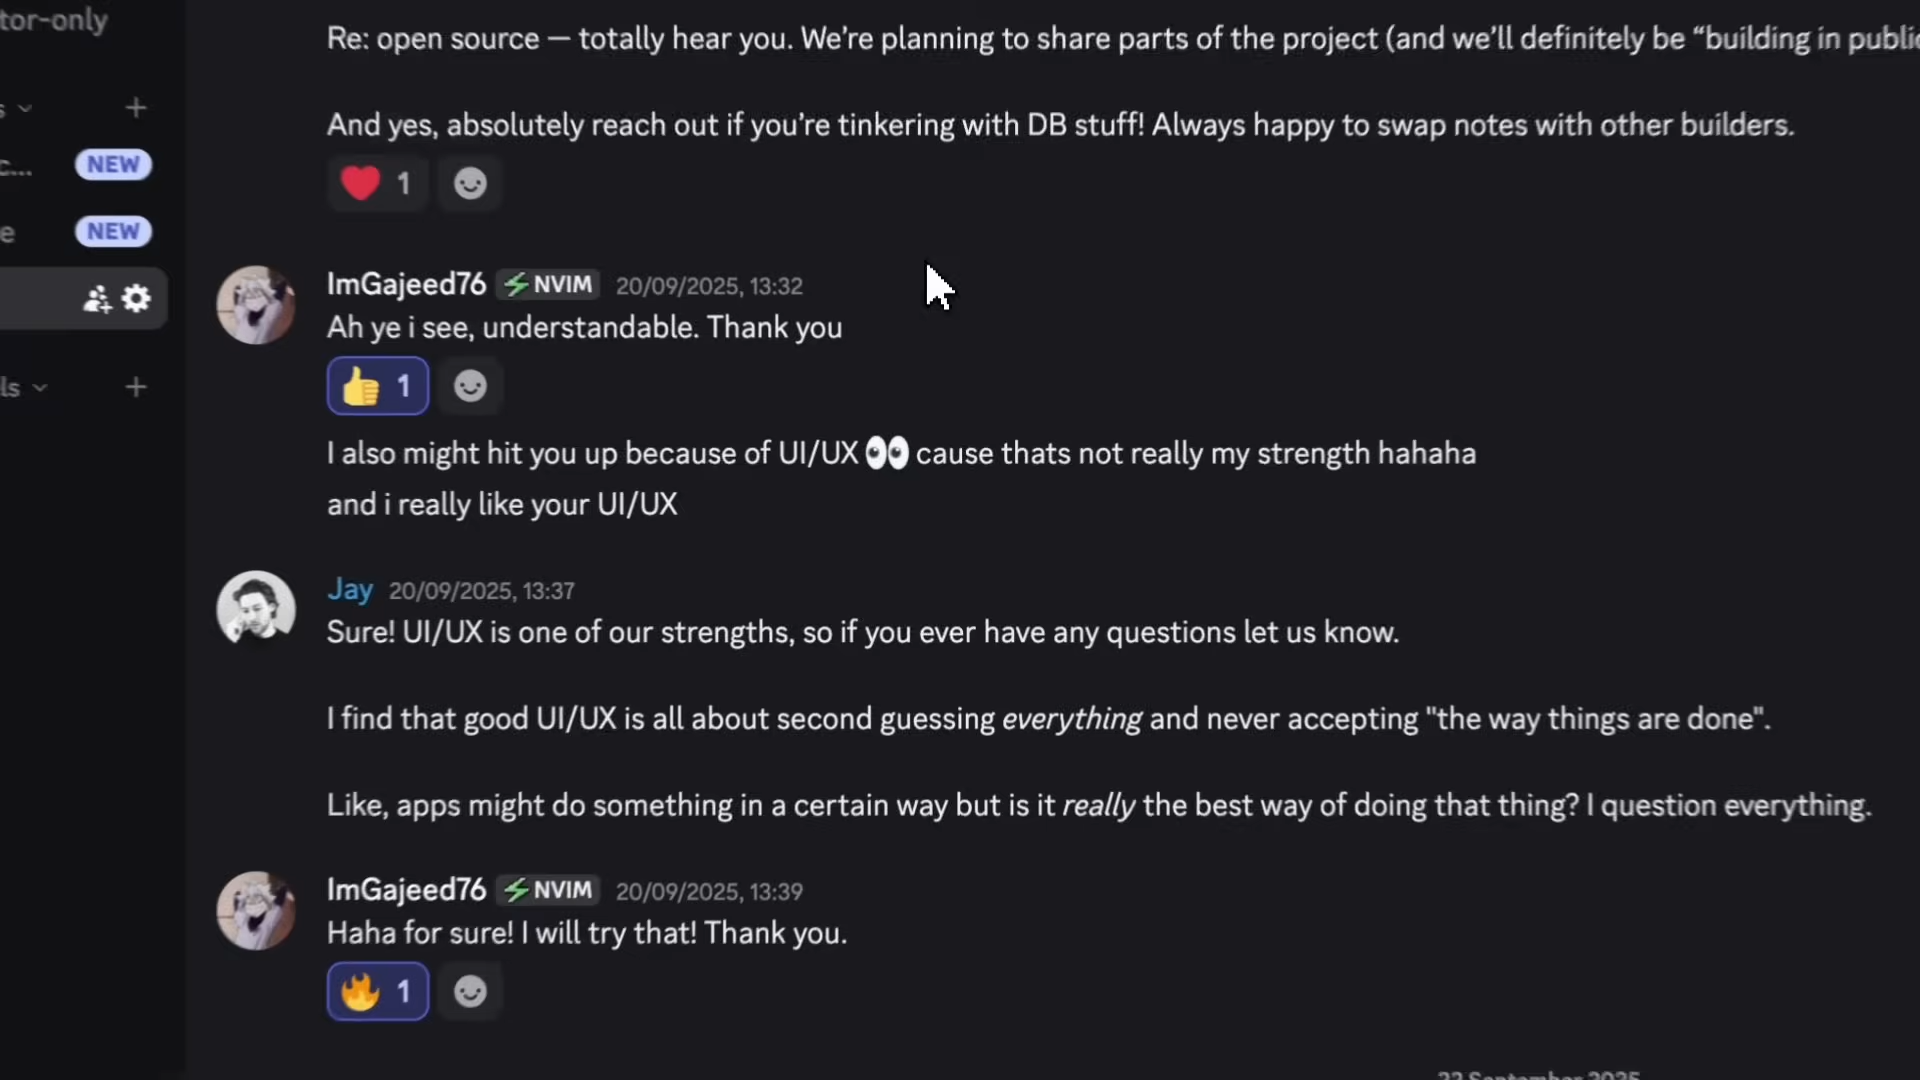 tor-only
Re: open source — totally hear you. We're planning to share parts of the project (and we'll definitely be “building in public
s
+
And yes, absolutely reach out if you're tinkering with DB stuff! Always happy to swap notes with other builders.
c... NEW
1
e NEW
ImGajeed76 NVIM 20/09/2025, 13:32
Ah ye i see, understandable. Thank you
ls +
1
I also might hit you up because of UI/UX 👀 cause thats not really my strength hahaha
and i really like your UI/UX
Jay 20/09/2025, 13:37
Sure! UI/UX is one of our strengths, so if you ever have any questions let us know.
I find that good UI/UX is all about second guessing everything and never accepting "the way things are done".
Like, apps might do something in a certain way but is it really the best way of doing that thing? I question everything.
ImGajeed76 NVIM 20/09/2025, 13:39
Haha for sure! I will try that! Thank you.
1
22 September 2025